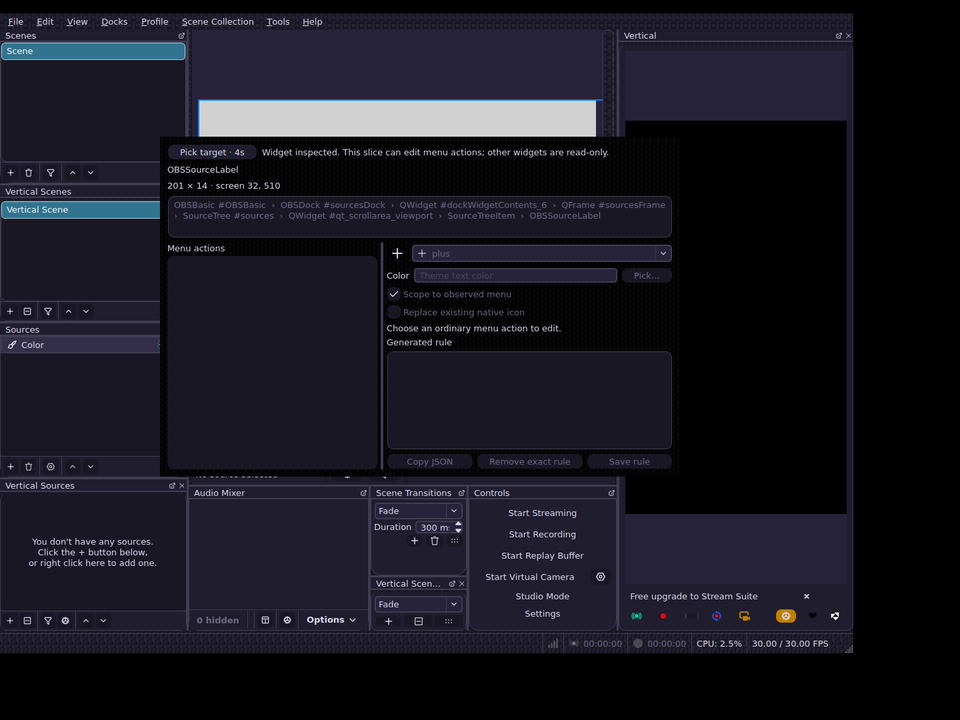 File Edit View Docks Profile Scene Collection Tools Help
Scenes
Scene
Vertical
Pick target · 4s Widget inspected. This slice can edit menu actions; other widgets are read-only.
OBSSourceLabel
201 × 14 · screen 32, 510
OBSBasic #OBSBasic › OBSDock #sourcesDock › QWidget #dockWidgetContents_6 › QFrame #sourcesFrame
› SourceTree #sources › QWidget #qt_scrollarea_viewport › SourceTreeItem › OBSSourceLabel
Menu actions
plus
Color Theme text color Pick...
Scope to observed menu
Replace existing native icon
Choose an ordinary menu action to edit.
Generated rule
Copy JSON Remove exact rule Save rule
Vertical Scenes
Vertical Scene
Sources
Color
Vertical Sources
You don't have any sources.
Click the + button below,
or right click here to add one.
Audio Mixer
0 hidden
Options
Scene Transitions
Fade
Duration 300 m
Vertical Scen...
Fade
Controls
Start Streaming
Start Recording
Start Replay Buffer
Start Virtual Camera
Studio Mode
Settings
Free upgrade to Stream Suite
00:00:00 00:00:00 CPU: 2.5% 30.00 / 30.00 FPS